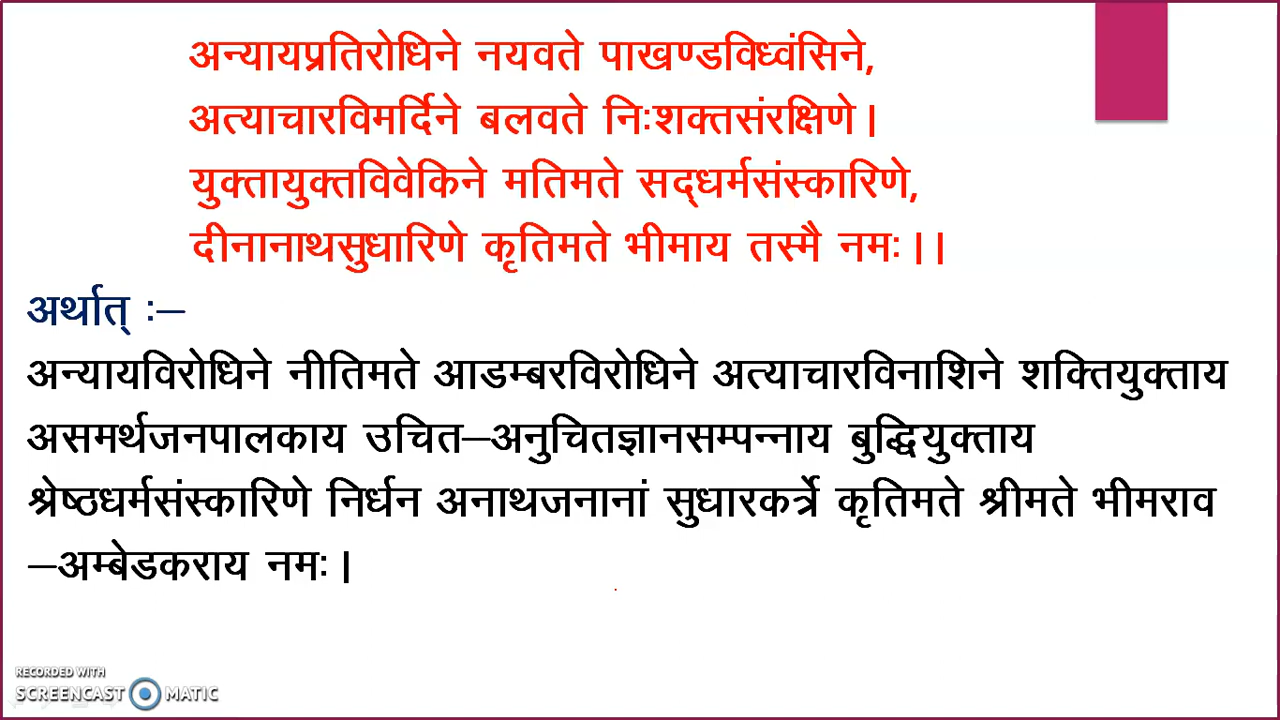 अन्यायप्रतिरोधिने नयवते पाखण्डविध्वंसिने,
अत्याचारविमर्दिने बलवते निःशक्तसंरक्षिणे।
युक्तायुक्तविवेकिने मतिमते सद्धर्मसंस्कारिणे,
दीनानाथसुधारिणे कृतिमते भीमाय तस्मै नमः।।
अर्थात् :–
अन्यायविरोधिने नीतिमते आडम्बरविरोधिने अत्याचारविनाशिने शक्तियुक्ताय
असमर्थजनपालकाय उचित–अनुचितज्ञानसम्पन्नाय बुद्धियुक्ताय
श्रेष्ठधर्मसंस्कारिणे निर्धन अनाथजनानां सुधारकर्त्रे कृतिमते श्रीमते भीमराव
–अम्बेडकराय नमः।
RECORDED WITH
SCREENCAST MATIC